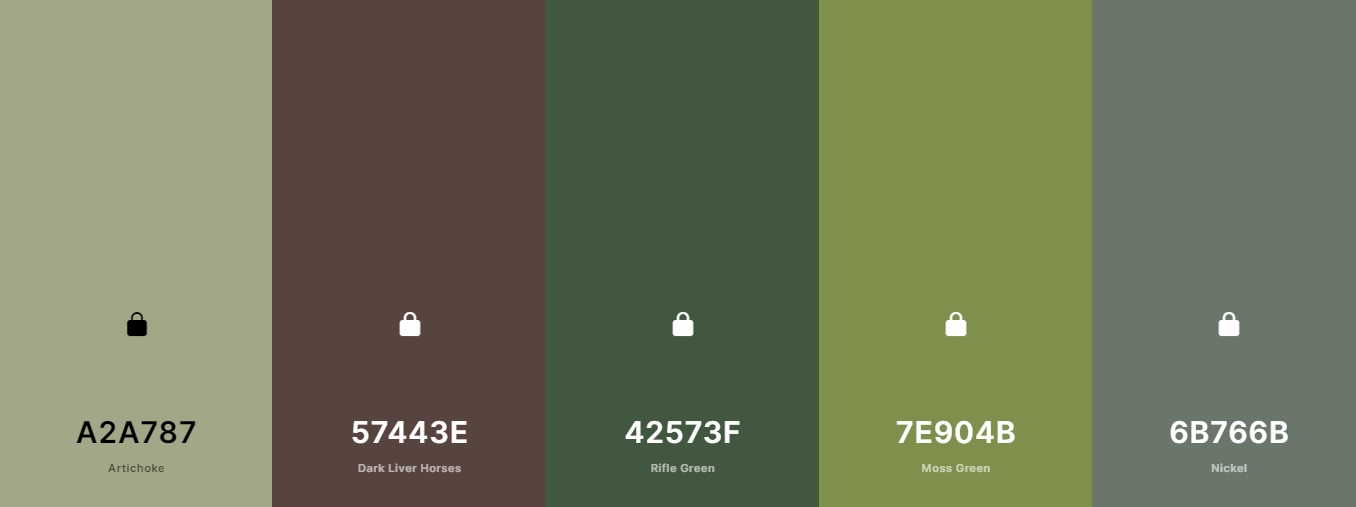 A2A787
Artichoke
57443E
Dark Liver Horses
42573F
Rifle Green
7E904B
Moss Green
6B766B
Nickel